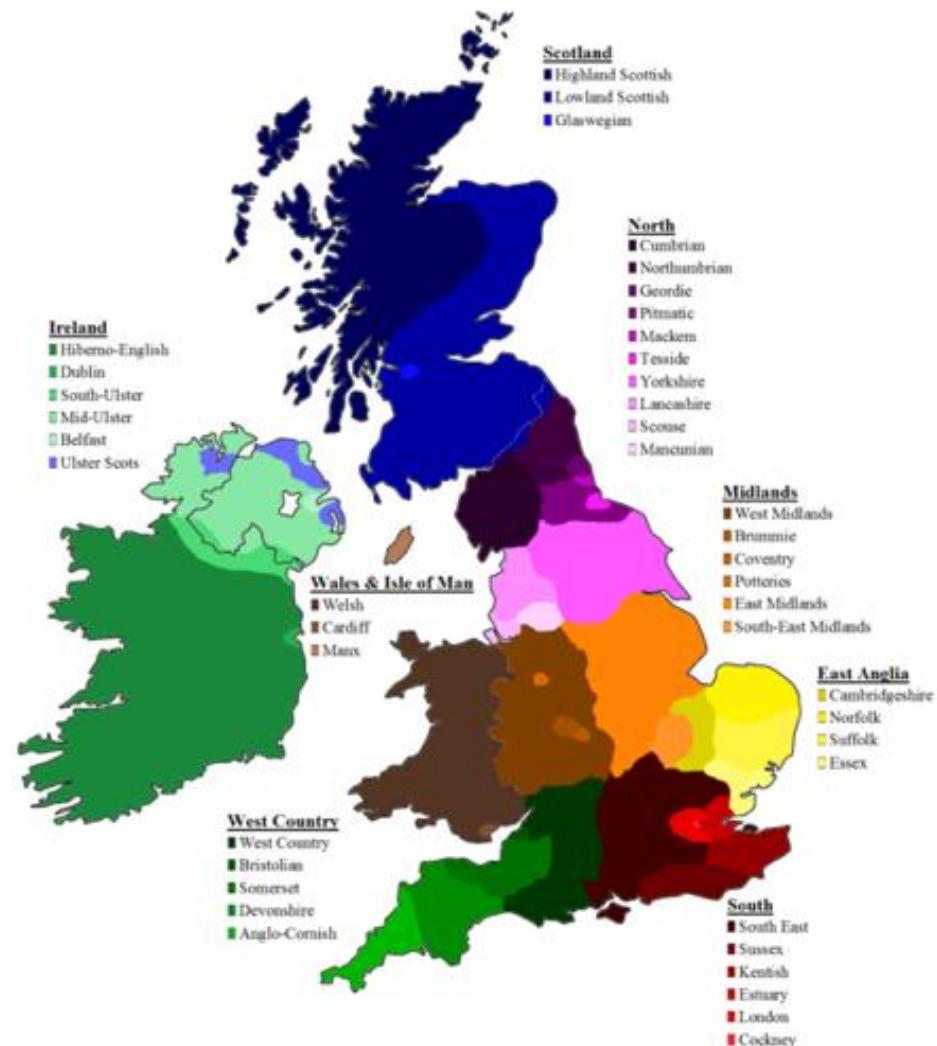 Scotland
Highland Scottish
Lowland Scottish
Glaswegian
North
Cumbrian
Northumbrian
Geordie
Pitmatic
Mackem
Tesside
Yorkshire
Lancashire
Scouse
Mancunian
Ireland
Hiberno-English
Dublin
South-Ulster
Mid-Ulster
Belfast
Ulster Scots
Midlands
West Midlands
Brummie
Coventry
Potteries
East Midlands
South-East Midlands
Wales & Isle of Man
Welsh
Cardiff
Manx
East Anglia
Cambridgeshire
Norfolk
Suffolk
Essex
West Country
West Country
Bristolian
Somerset
Devonshire
Anglo-Cornish
South
South East
Sussex
Kentish
Estuary
London
Cockney